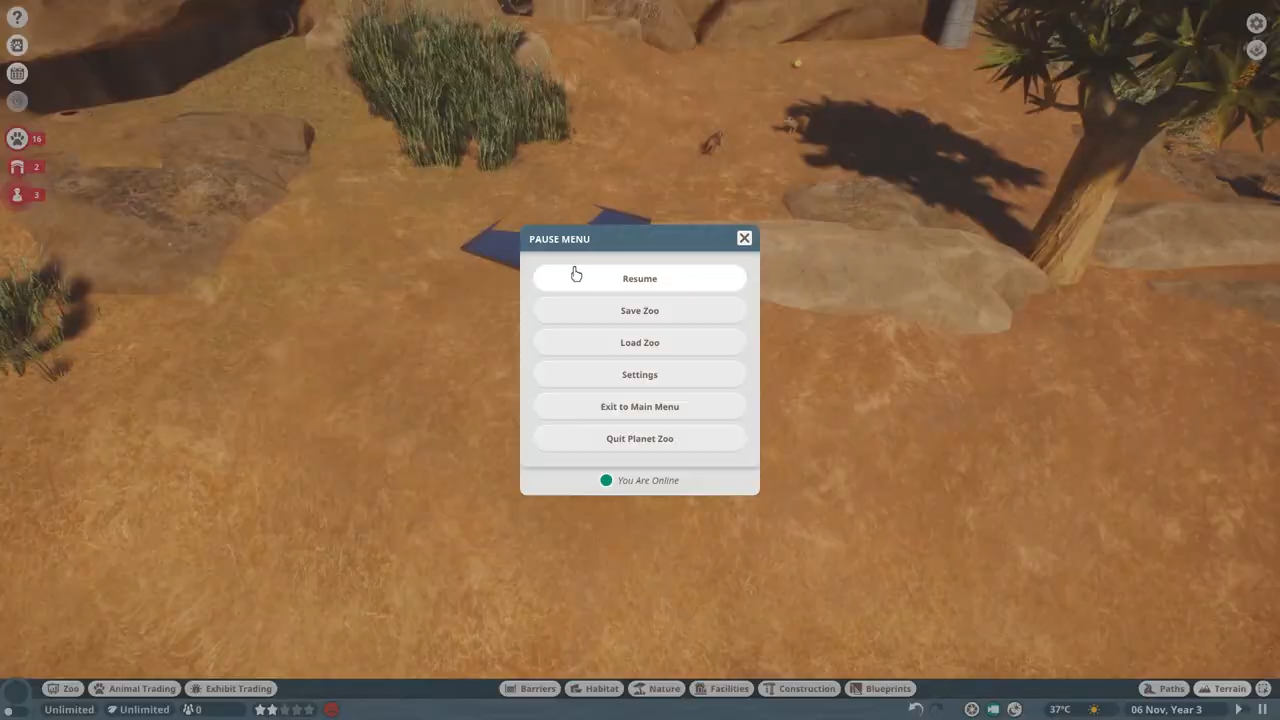 ?
16
2
3
PAUSE MENU
Resume
Save Zoo
Load Zoo
Settings
Exit to Main Menu
Quit Planet Zoo
You Are Online
Zoo Animal Trading Exhibit Trading Barriers Habitat Nature Facilities Construction Blueprints Paths Terrain
Unlimited Unlimited 0 37°C 06 Nov, Year 3